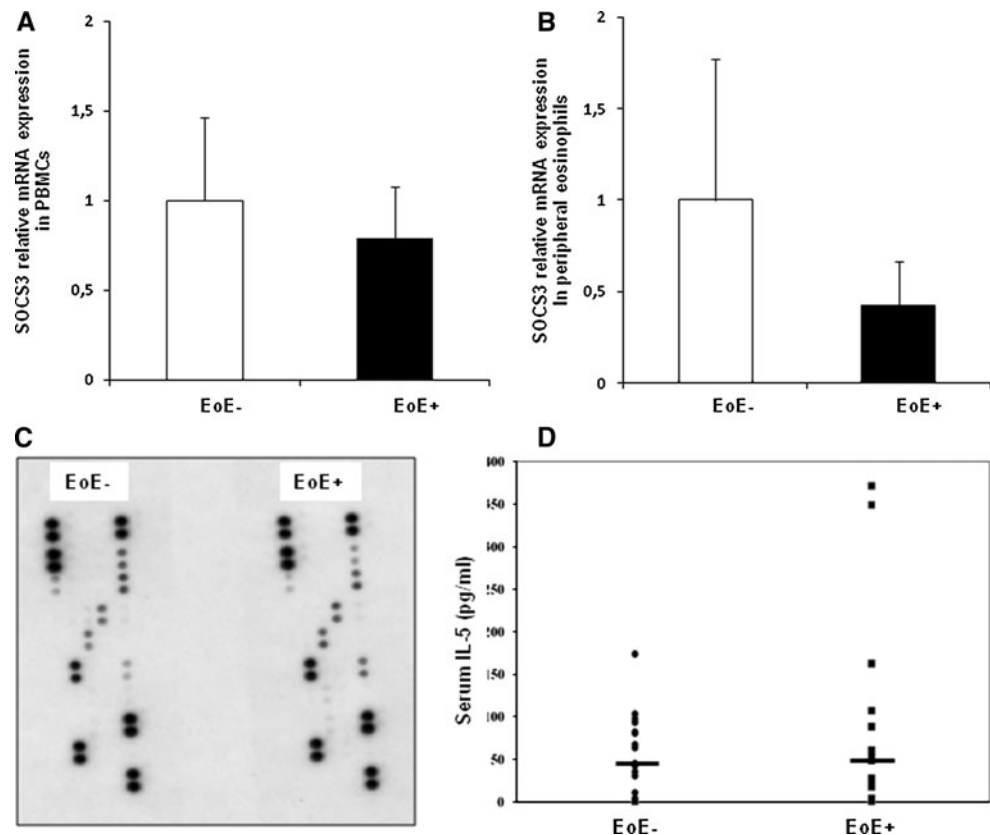 A
SOCS3 relative mRNA expression
in PBMCs
2
1,5
1
0,5
0
EoE-
EoE+
B
SOCS3 relative mRNA expression
In peripheral eosinophils
2
1,5
1
0,5
0
EoE-
EoE+
C
EoE-
EoE+
D
Serum IL-5 (pg/ml)
200
150
100
50
0
EoE-
EoE+